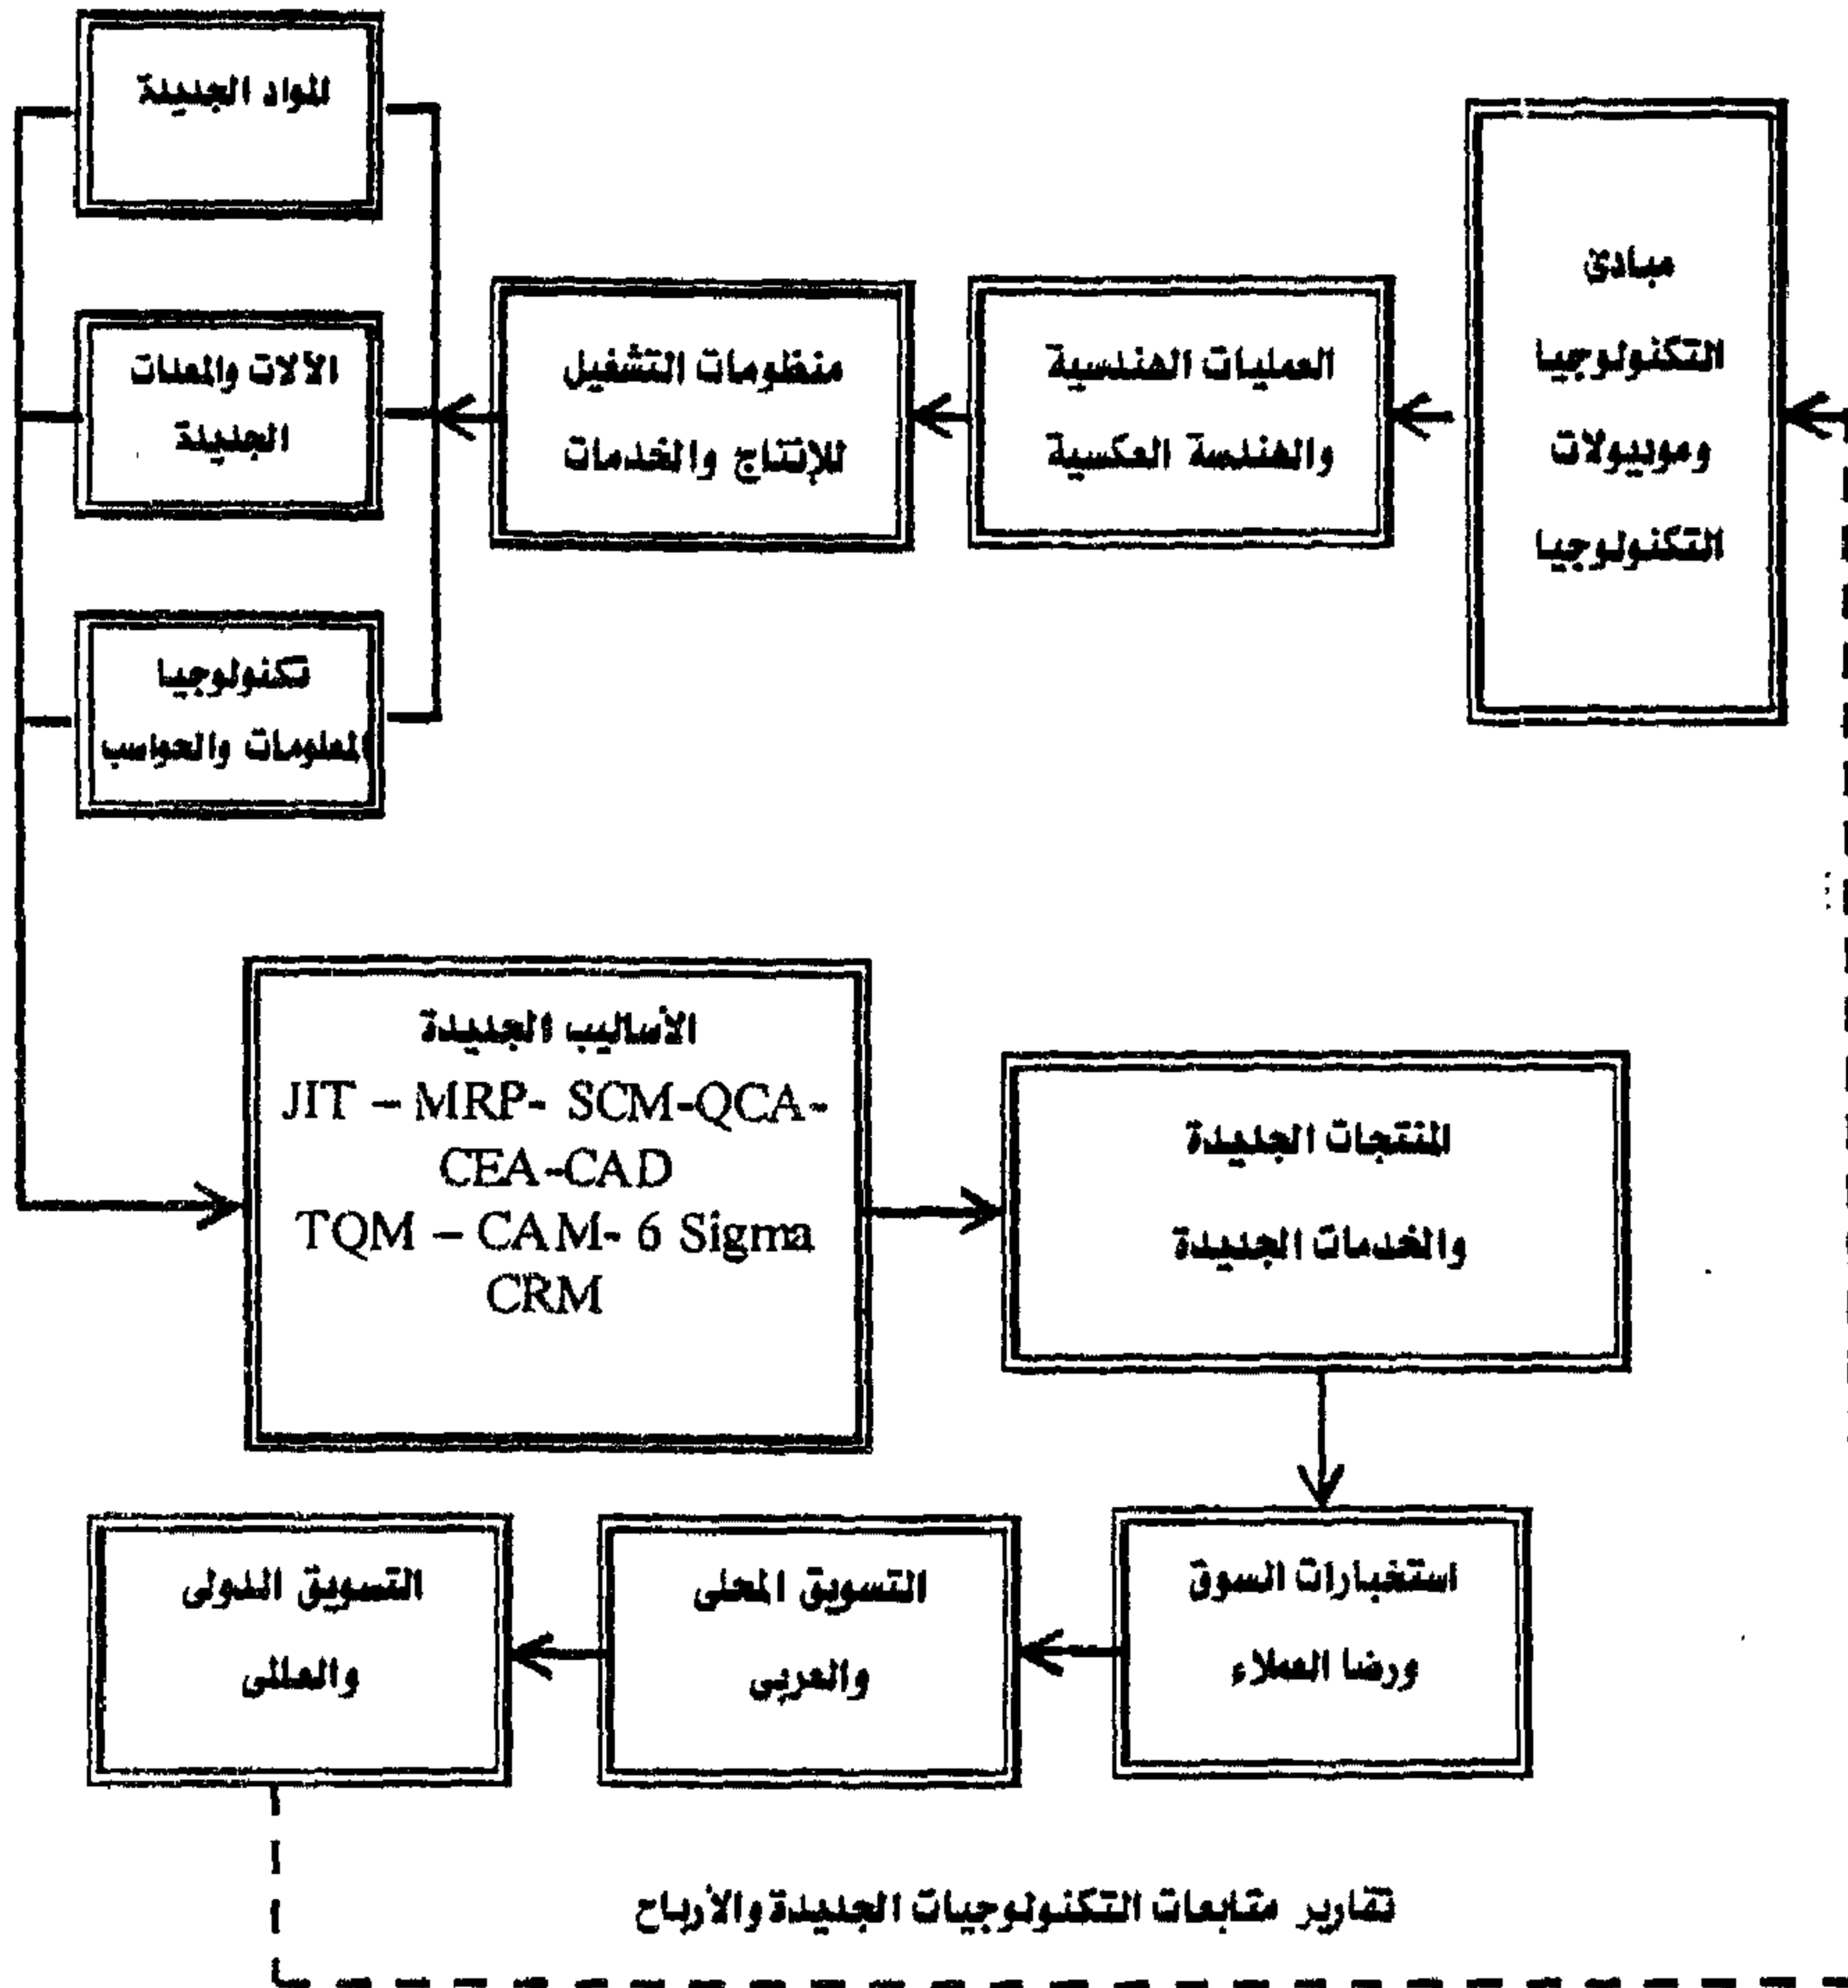 مبادئ
التكنولوجيا
وموديولات
التكنولوجيا
العمليات الهندسية
والهندسة العكسية
منظومات التشغيل
للإنتاج والخدمات
المواد الجديدة
الآلات والمعدات
الجديدة
تكنولوجيا
المعلومات والحواسب
الأساليب الجديدة
JIT – MRP- SCM-QCA-
CEA-CAD
TQM – CAM- 6 Sigma
CRM
المنتجات الجديدة
والخدمات الجديدة
استخبارات السوق
ورضا العملاء
التسويق المحلى
والعربى
التسويق الدولى
والعالمى
تقارير متابعات التكنولوجيات الجديدة والأرباح